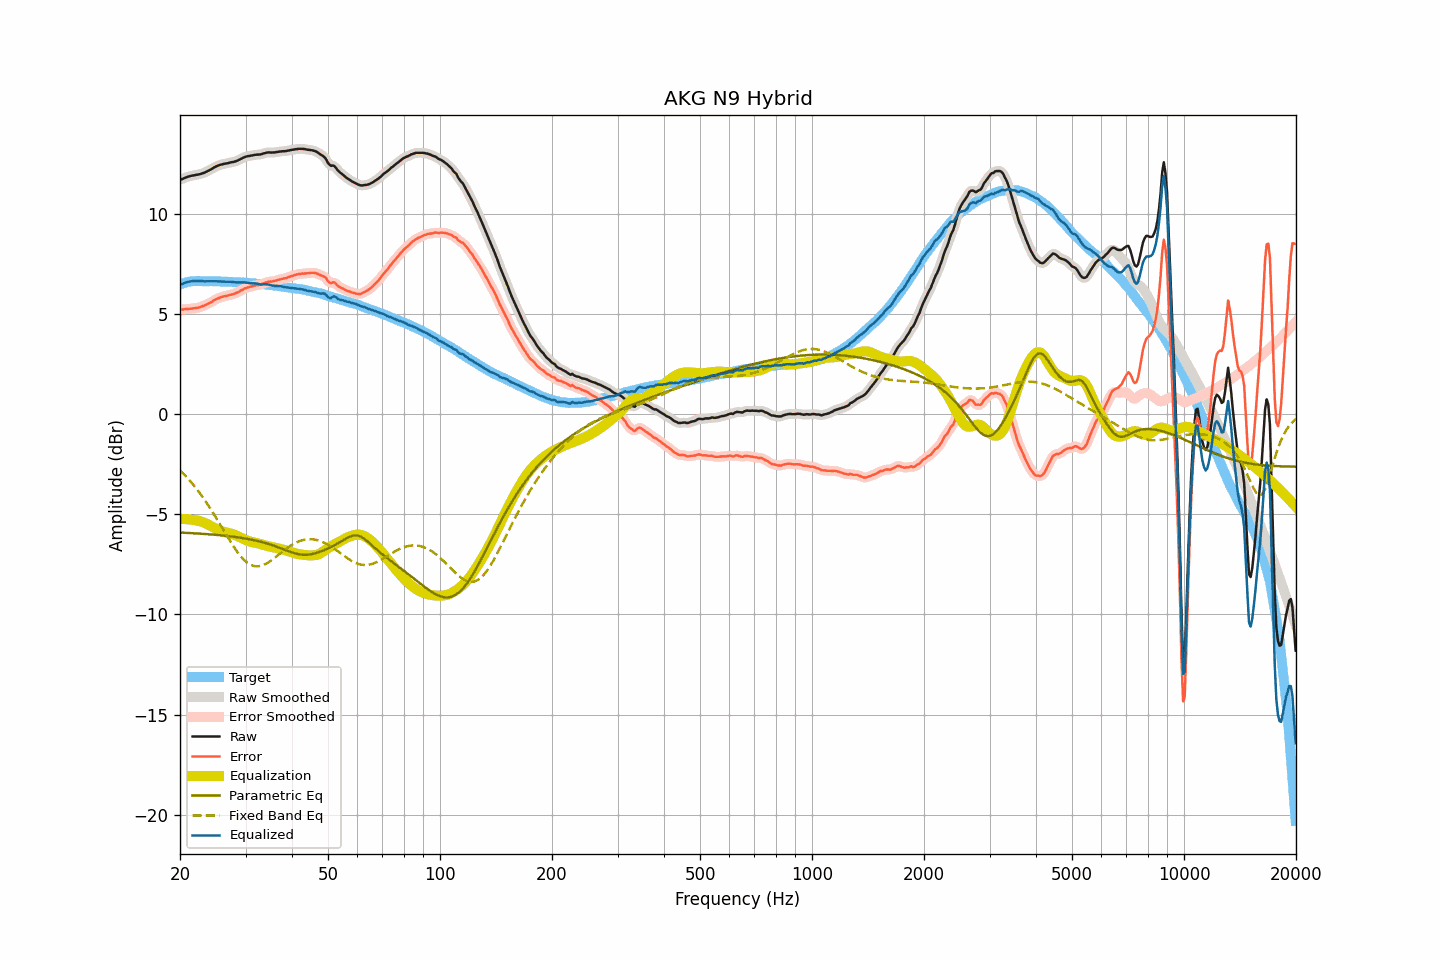 AKG N9 Hybrid
Amplitude (dBr)
10
5
0
−5
−10
−15
−20
Target
Raw Smoothed
Error Smoothed
Raw
Error
Equalization
Parametric Eq
Fixed Band Eq
Equalized
20 50 100 200 500 1000 2000 5000 10000 20000
Frequency (Hz)